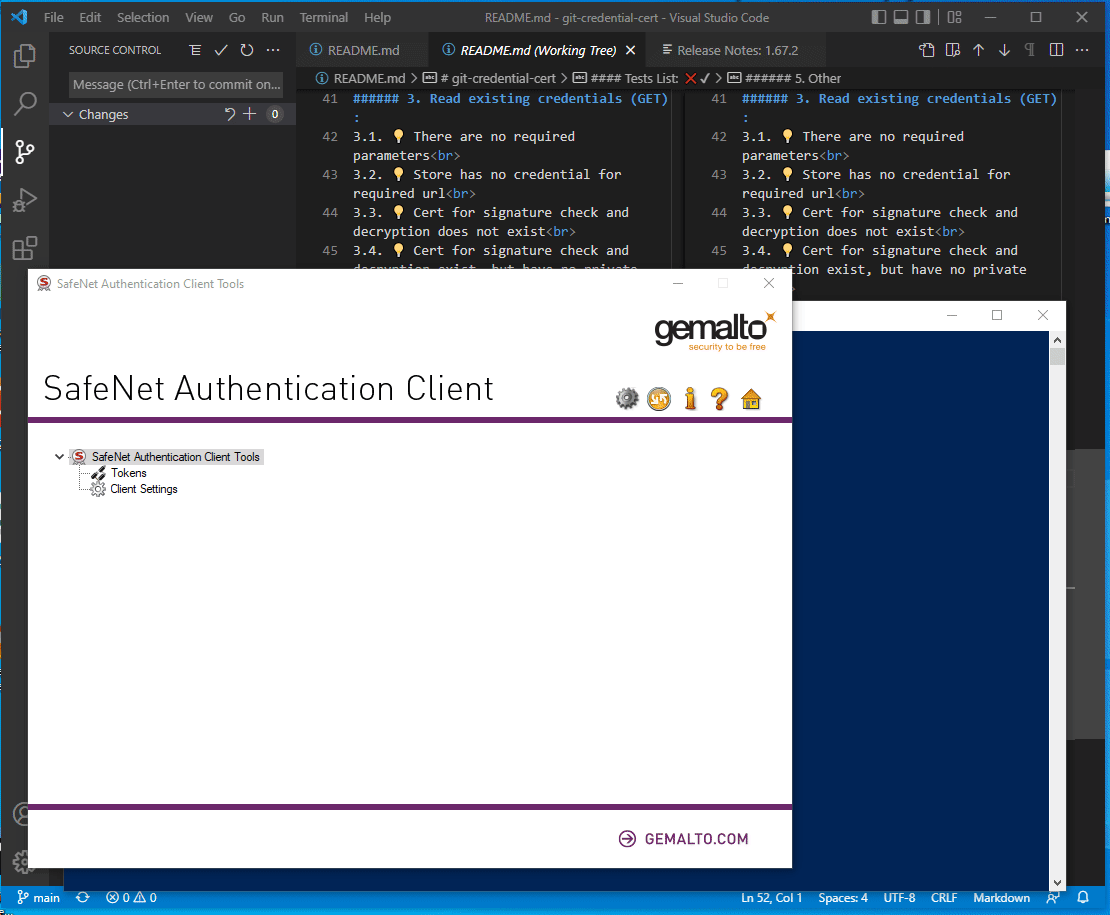 File Edit Selection View Go Run Terminal Help README.md - git-credential-cert - Visual Studio Code
SOURCE CONTROL
README.md README.md (Working Tree) Release Notes: 1.67.2
Message (Ctrl+Enter to commit on...
README.md > # git-credential-cert > #### Tests List: ❌✔ > ###### 5. Other
Changes 0
41 ###### 3. Read existing credentials (GET)
:
42 3.1. 💡 There are no required
parameters<br>
43 3.2. 💡 Store has no credential for
required url<br>
44 3.3. 💡 Cert for signature check and
decryption does not exist<br>
45 3.4. 💡 Cert for signature check and
decryption exist, but have no private
41 ###### 3. Read existing credentials (GET)
:
42 3.1. 💡 There are no required
parameters<br>
43 3.2. 💡 Store has no credential for
required url<br>
44 3.3. 💡 Cert for signature check and
decryption does not exist<br>
45 3.4. 💡 Cert for signature check and
decryption exist, but have no private
SafeNet Authentication Client Tools
gemalto
security to be free
SafeNet Authentication Client
SafeNet Authentication Client Tools
Tokens
Client Settings
GEMALTO.COM
main 0 0 Ln 52, Col 1 Spaces: 4 UTF-8 CRLF Markdown